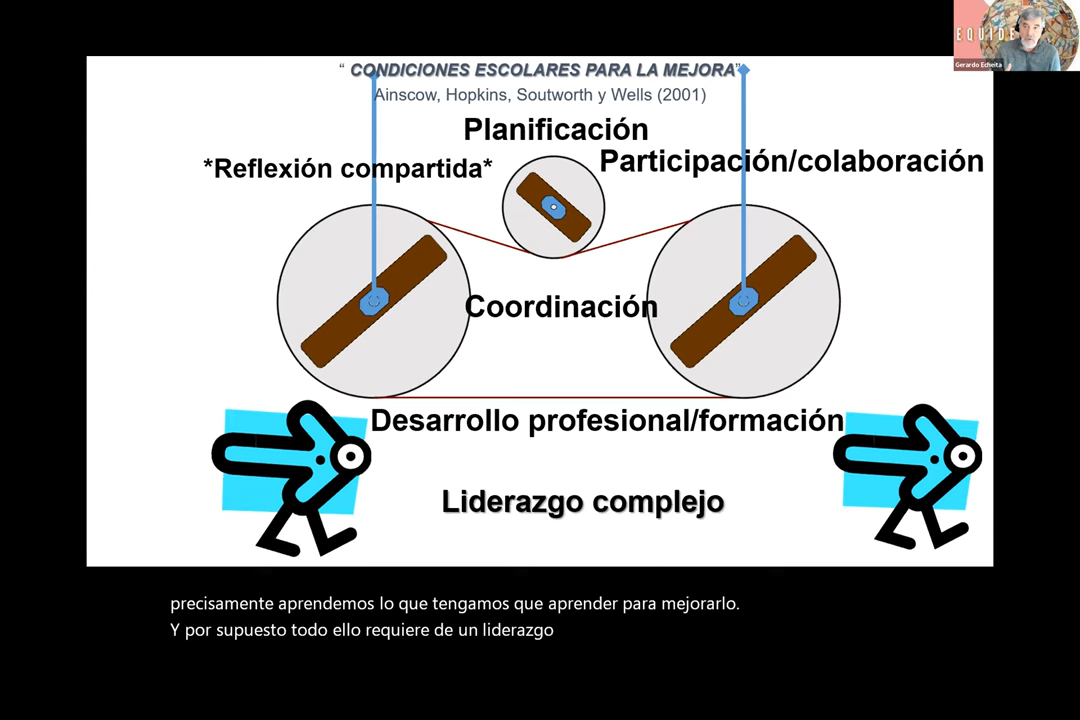 EQUIDE
Gerardo Echeita
“ CONDICIONES ESCOLARES PARA LA MEJORA”
Ainscow, Hopkins, Soutworth y Wells (2001)
Planificación
Participación/colaboración
*Reflexión compartida*
Coordinación
Desarrollo profesional/formación
Liderazgo complejo
precisamente aprendemos lo que tengamos que aprender para mejorarlo.
Y por supuesto todo ello requiere de un liderazgo